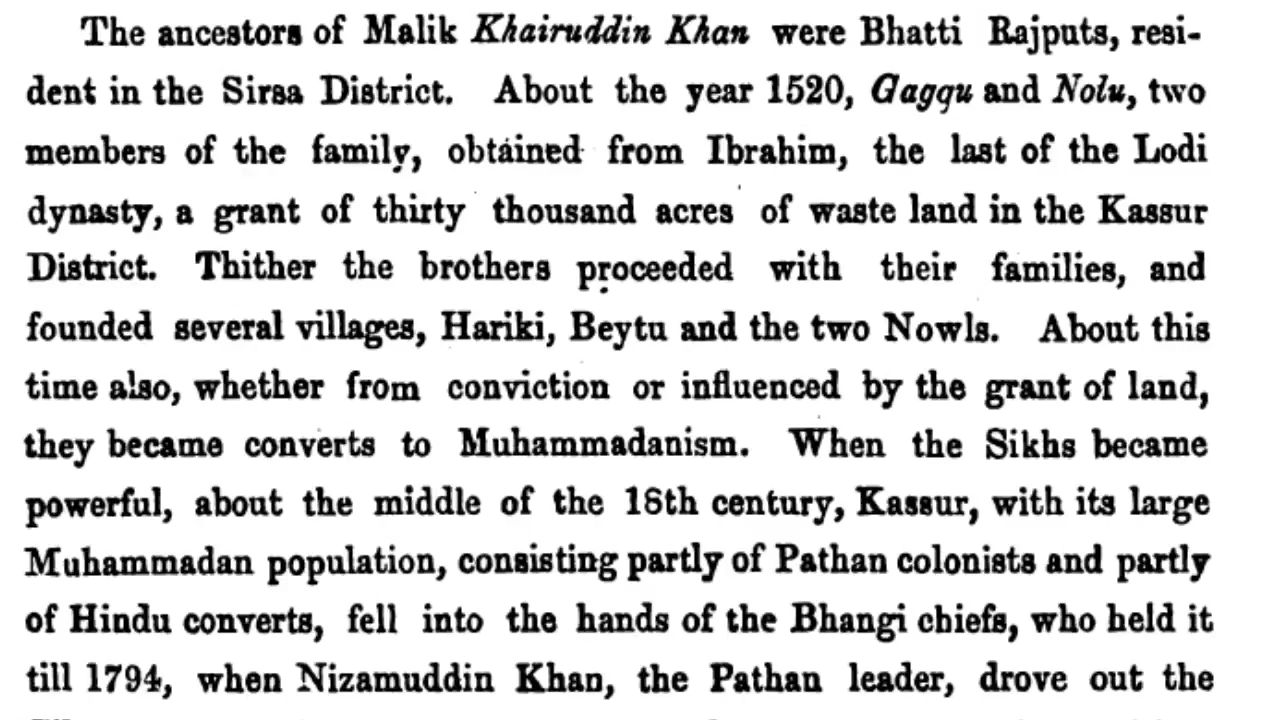 The ancestors of Malik Khairuddin Khan were Bhatti Rajputs, resi-
dent in the Sirsa District. About the year 1520, Gaggu and Nolu, two
members of the family, obtained from Ibrahim, the last of the Lodi
dynasty, a grant of thirty thousand acres of waste land in the Kassur
District. Thither the brothers proceeded with their families, and
founded several villages, Hariki, Beytu and the two Nowls. About this
time also, whether from conviction or influenced by the grant of land,
they became converts to Muhammadanism. When the Sikhs became
powerful, about the middle of the 18th century, Kassur, with its large
Muhammadan population, consisting partly of Pathan colonists and partly
of Hindu converts, fell into the hands of the Bhangi chiefs, who held it
till 1794, when Nizamuddin Khan, the Pathan leader, drove out the